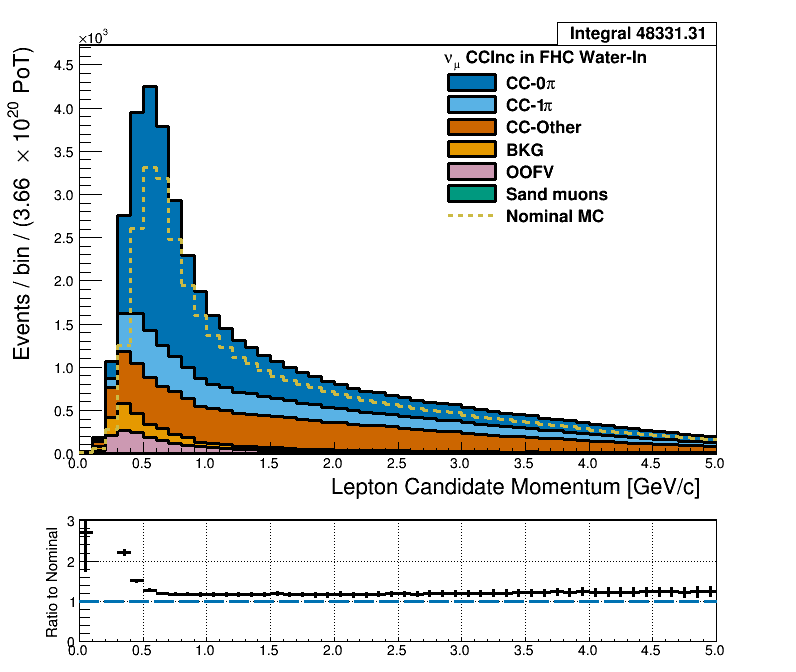 Integral 48331.31
×10³
ν_μ CCInc in FHC Water-In
CC-0π
CC-1π
CC-Other
BKG
OOFV
Sand muons
Nominal MC
Events / bin / (3.66 × 10²⁰ PoT)
4.5
4.0
3.5
3.0
2.5
2.0
1.5
1.0
0.5
0.0
0.0 0.5 1.0 1.5 2.0 2.5 3.0 3.5 4.0 4.5 5.0
Lepton Candidate Momentum [GeV/c]
Ratio to Nominal
3
2
1
0
0.0 0.5 1.0 1.5 2.0 2.5 3.0 3.5 4.0 4.5 5.0